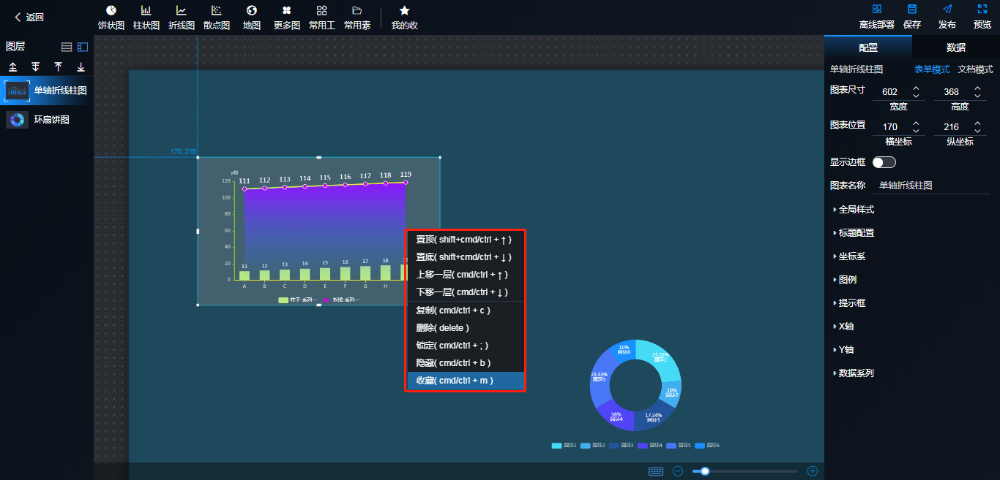 返回
饼状图 柱状图 折线图 散点图 地图 更多图 常用工 常用素 我的收
离线部署 保存 发布 预览
图层
单轴折线柱图
环扇饼图
170, 216
y轴
120
100
80
60
40
20
0
111 112 113 114 115 116 117 118 119
11 12 13 14 15 16 17 18
A B C D E F G H
柱子-系列一 折线-系列一
置顶( shift+cmd/ctrl + ↑ )
置底( shift+cmd/ctrl + ↓ )
上移一层( cmd/ctrl + ↑ )
下移一层( cmd/ctrl + ↓ )
复制( cmd/ctrl + c )
删除( delete )
锁定( cmd/ctrl + ; )
隐藏( cmd/ctrl + b )
收藏( cmd/ctrl + m )
10%
圆环6
23.33%
圆环1
23.33%
圆环5
10%
圆环2
16%
圆环4
17.34%
圆环3
圆环1 圆环2 圆环3 圆环4 圆环5 圆环6
配置 数据
单轴折线柱图 表单模式 文档模式
图表尺寸 602 368
宽度 高度
图表位置 170 216
横坐标 纵坐标
显示边框
图表名称 单轴折线柱图
全局样式
标题配置
坐标系
图例
提示框
X轴
Y轴
数据系列